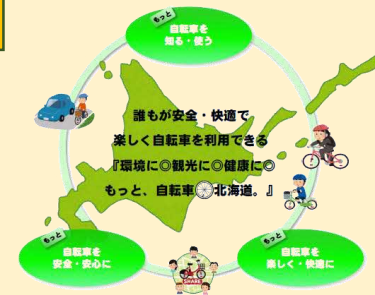 もっと
自転車を
知る・使う
誰もが安全・快適で
楽しく自転車を利用できる
『環境に◎観光に◎健康に◎
もっと、自転車 北海道。』
もっと
自転車を
安全・安心に
もっと
自転車を
楽しく・快適に
SHARE